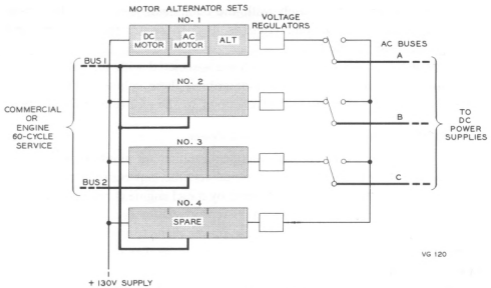 MOTOR ALTERNATOR SETS
NO. 1
VOLTAGE
REGULATORS
DC
MOTOR
AC
MOTOR
ALT
AC BUSES
BUS 1
A
NO. 2
COMMERCIAL
OR
ENGINE
60-CYCLE
SERVICE
B
TO
DC
POWER
SUPPLIES
NO. 3
BUS 2
C
NO. 4
SPARE
VG 120
+ 130V SUPPLY